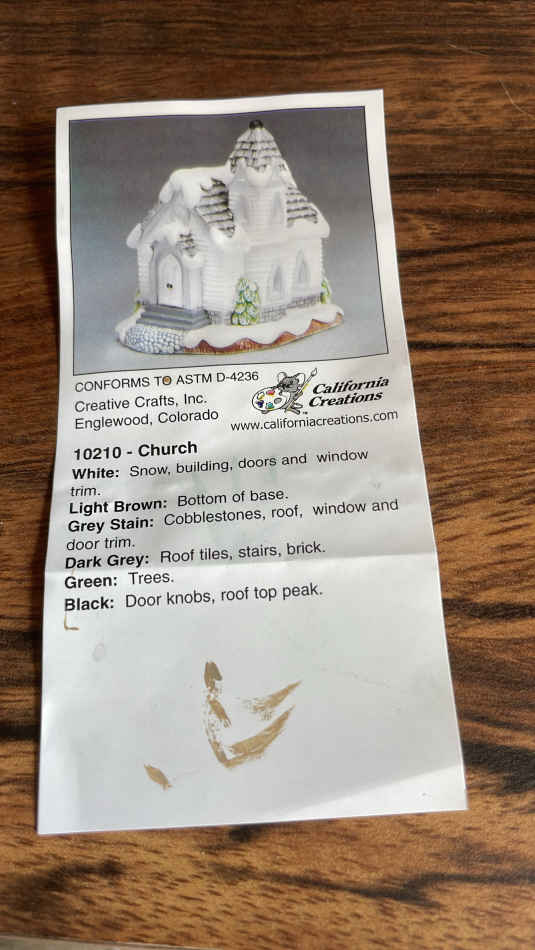 CONFORMS TO ASTM D-4236
Creative Crafts, Inc.
Englewood, Colorado
California
Creations
™
www.californiacreations.com
10210 - Church
White: Snow, building, doors and window
trim.
Light Brown: Bottom of base.
Grey Stain: Cobblestones, roof, window and
door trim.
Dark Grey: Roof tiles, stairs, brick.
Green: Trees.
Black: Door knobs, roof top peak.